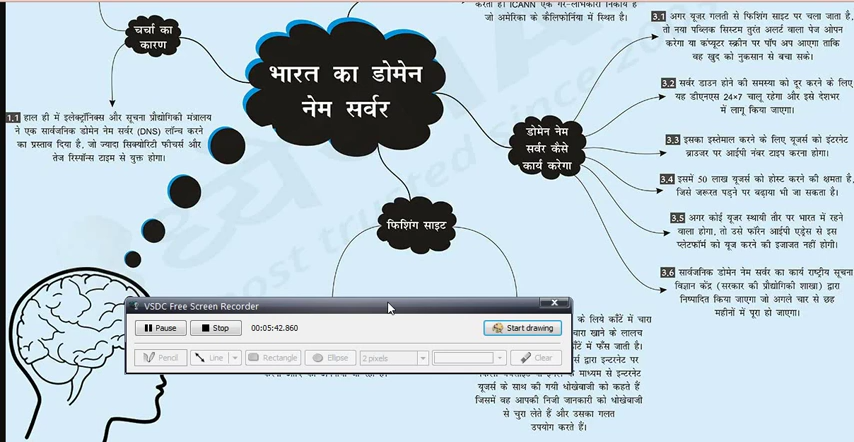 करता है। ICANN एक गैर-लाभकारी निकाय है
जो अमेरिका के कैलिफोर्निया में स्थित है।
चर्चा का
कारण
भारत का डोमेन
नेम सर्वर
1.1 हाल ही में इलेक्ट्रॉनिक्स और सूचना प्रौद्योगिकी मंत्रालय
ने एक सार्वजनिक डोमेन नेम सर्वर (DNS) लॉन्च करने
का प्रस्ताव दिया है, जो ज्यादा सिक्योरिटी फीचर्स और
तेज रिस्पॉन्स टाइम से युक्त होगा।
डोमेन नेम
सर्वर कैसे
कार्य करेगा
3.1 अगर यूजर गलती से फिशिंग साइट पर चला जाता है,
तो नया पब्लिक सिस्टम तुरंत अलर्ट वाला पेज ओपन
करेगा या कंप्यूटर स्क्रीन पर पॉप अप आएगा ताकि
वह खुद को नुकसान से बचा सके।
3.2 सर्वर डाउन होने की समस्या को दूर करने के लिए
यह डीएनएस 24×7 चालू रहेगा और इसे देशभर
में लागू किया जाएगा।
3.3 इसका इस्तेमाल करने के लिए यूजर्स को इंटरनेट
ब्राउजर पर आईपी नंबर टाइप करना होगा।
3.4 इसमें 50 लाख यूजर्स को होस्ट करने की क्षमता है,
जिसे जरूरत पड़ने पर बढ़ाया भी जा सकता है।
3.5 अगर कोई यूजर स्थायी तौर पर भारत में रहने
वाला होगा, तो उसे फॉरेन आईपी एड्रेस से इस
प्लेटफॉर्म को यूज करने की इजाजत नहीं होगी।
3.6 सार्वजनिक डोमेन नेम सर्वर का कार्य राष्ट्रीय सूचना
विज्ञान केंद्र (सरकार की प्रौद्योगिकी शाखा) द्वारा
निष्पादित किया जाएगा जो अगले चार से छह
महीनों में पूरा हो जाएगा।
फिशिंग साइट
VSDC Free Screen Recorder
Pause Stop 00:05:42.860 Start drawing
Pencil Line Rectangle Ellipse 2 pixels Clear
के लिये काँटें में चारा
चारा खाने के लालच
काँटें में फँस जाती है।
द्वारा इन्टरनेट पर
के माध्यम से इन्टरनेट
यूजर्स के साथ की गयी धोखेबाजी को कहते हैं
जिसमें वह आपकी निजी जानकारी को धोखेबाजी
से चुरा लेते हैं और उसका गलत
उपयोग करते हैं।